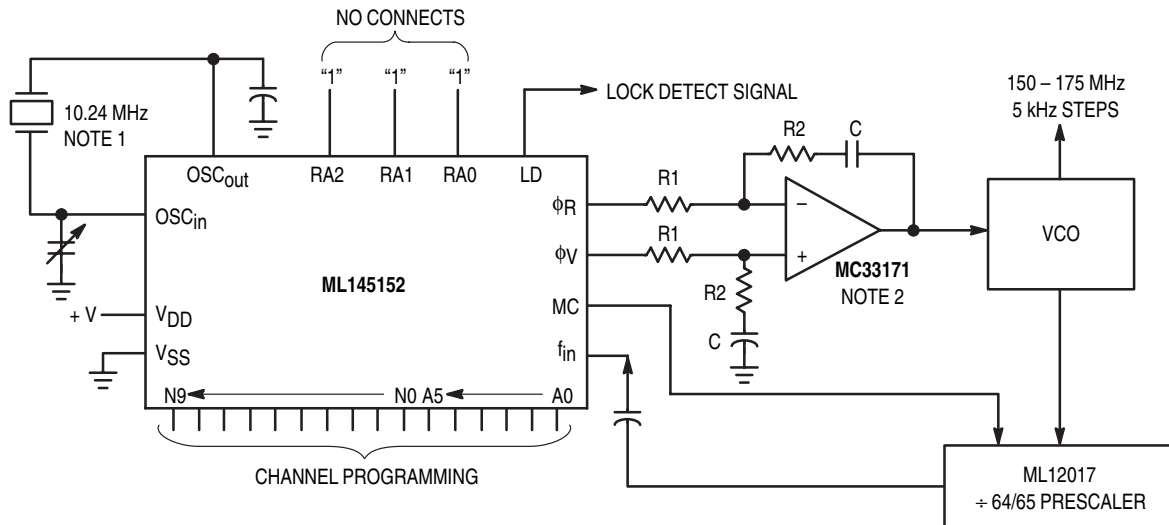 NO CONNECTS
“1” “1” “1”
10.24 MHz
NOTE 1
LOCK DETECT SIGNAL
150 – 175 MHz
5 kHz STEPS
R2 C
OSCout RA2 RA1 RA0 LD
OSCin
ϕR R1
–
VCO
ϕV R1
+
MC33171
NOTE 2
ML145152
R2
MC
+ V VDD
C
fin
VSS
N9 N0 A5 A0
CHANNEL PROGRAMMING
ML12017
÷ 64/65 PRESCALER